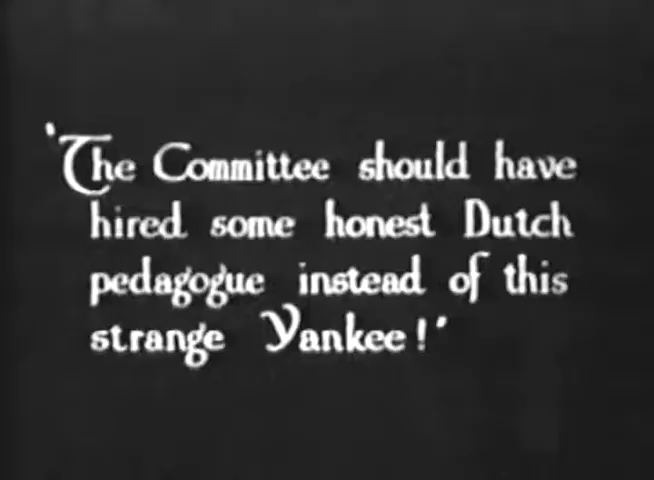 'The Committee should have
hired some honest Dutch
pedagogue instead of this
strange Yankee!'